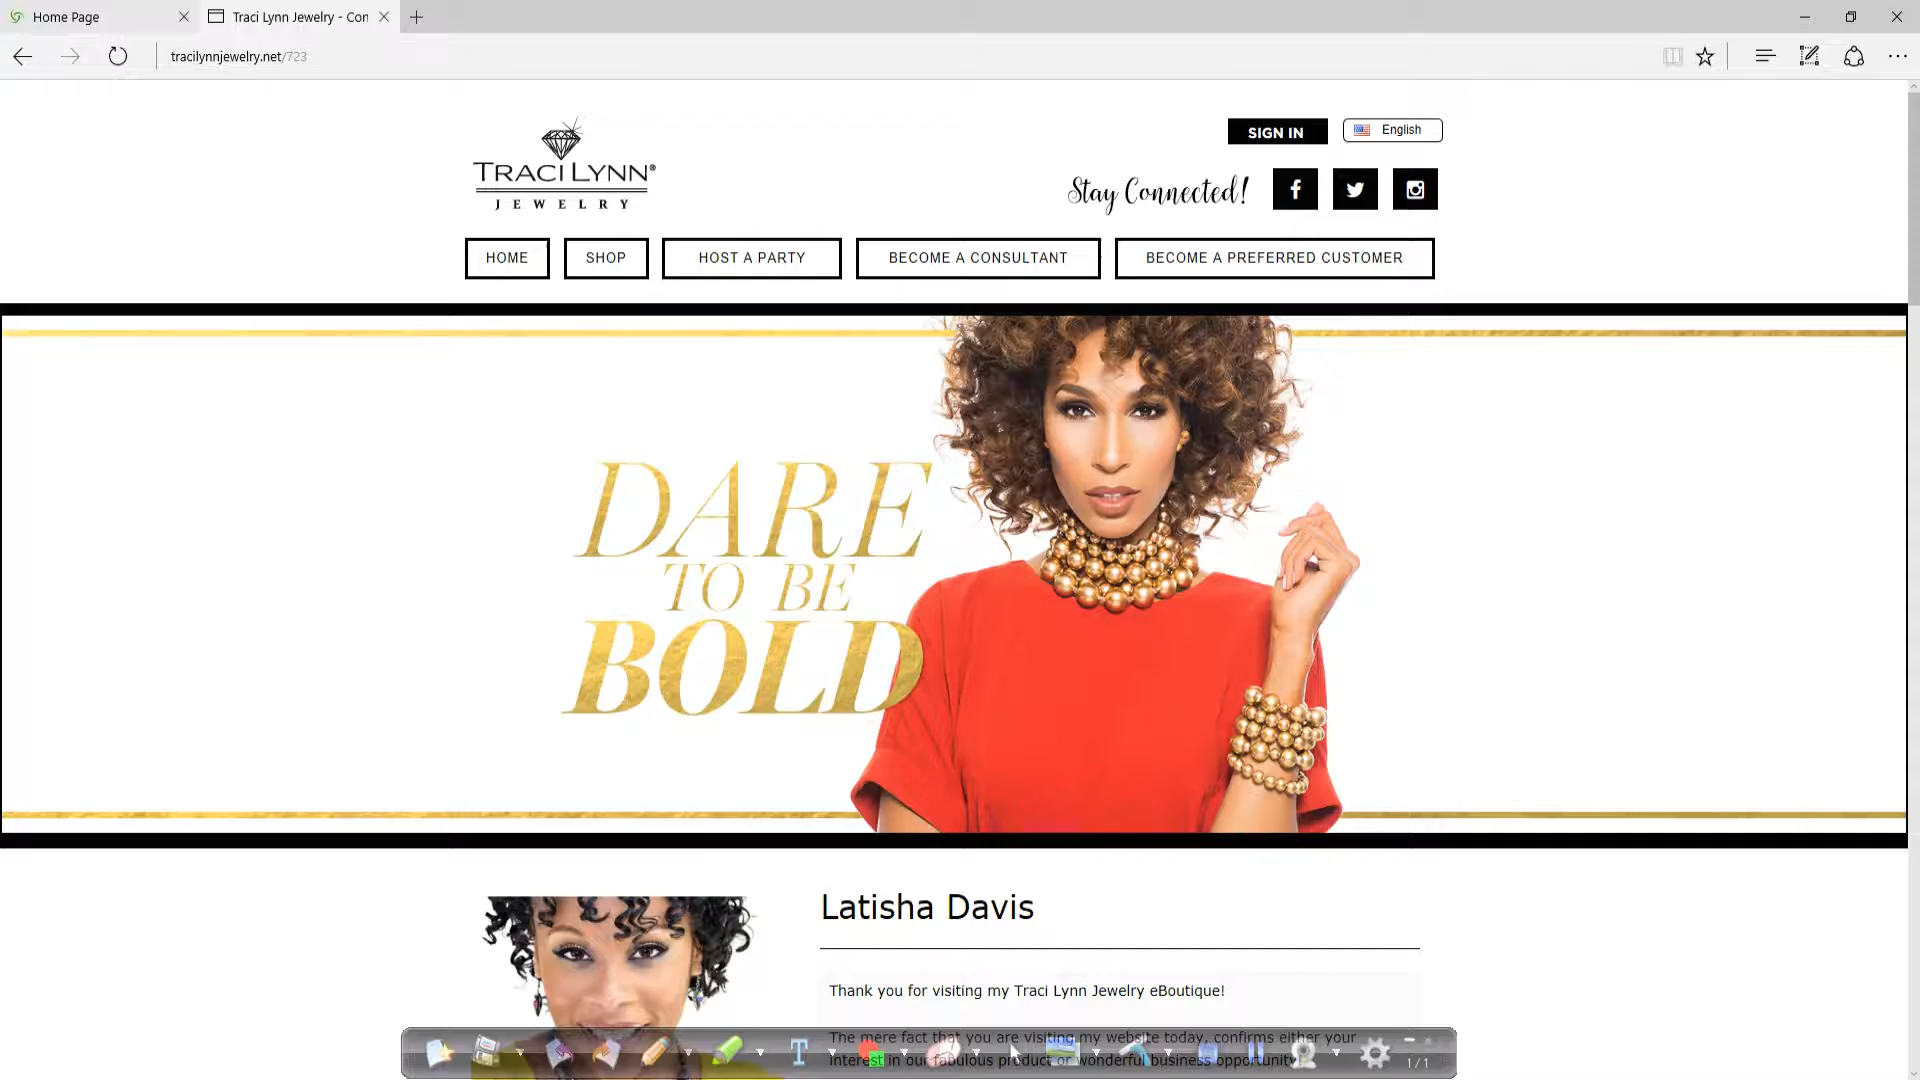 Home Page
Traci Lynn Jewelry - Con
tracilynnjewelry.net/723
TRACI LYNN®
JEWELRY
SIGN IN
English
Stay Connected!
HOME
SHOP
HOST A PARTY
BECOME A CONSULTANT
BECOME A PREFERRED CUSTOMER
DARE
TO BE
BOLD
Latisha Davis
Thank you for visiting my Traci Lynn Jewelry eBoutique!
The mere fact that you are visiting my website today, confirms either your
interest in our fabulous product or wonderful business opportunity.
T
1 / 1